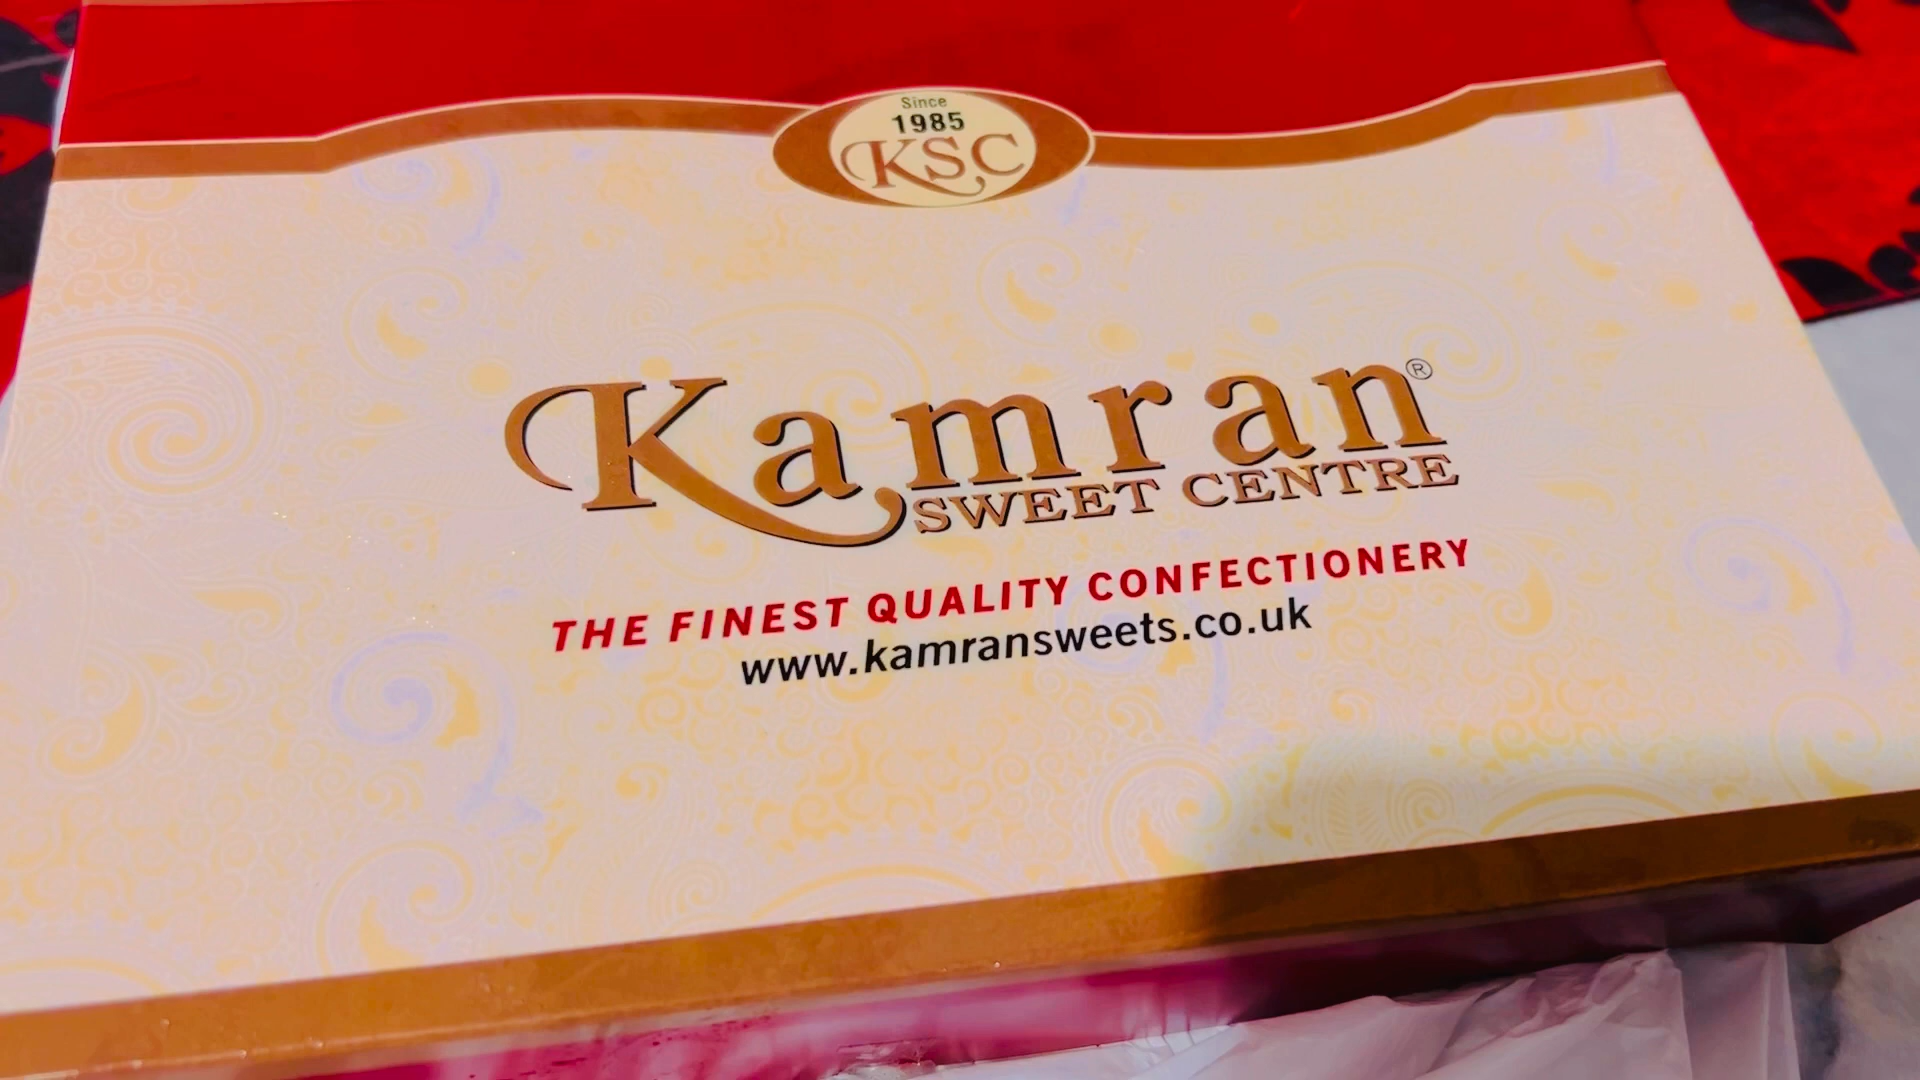 Since
1985
KSC
Kamran®
SWEET CENTRE
THE FINEST QUALITY CONFECTIONERY
www.kamransweets.co.uk